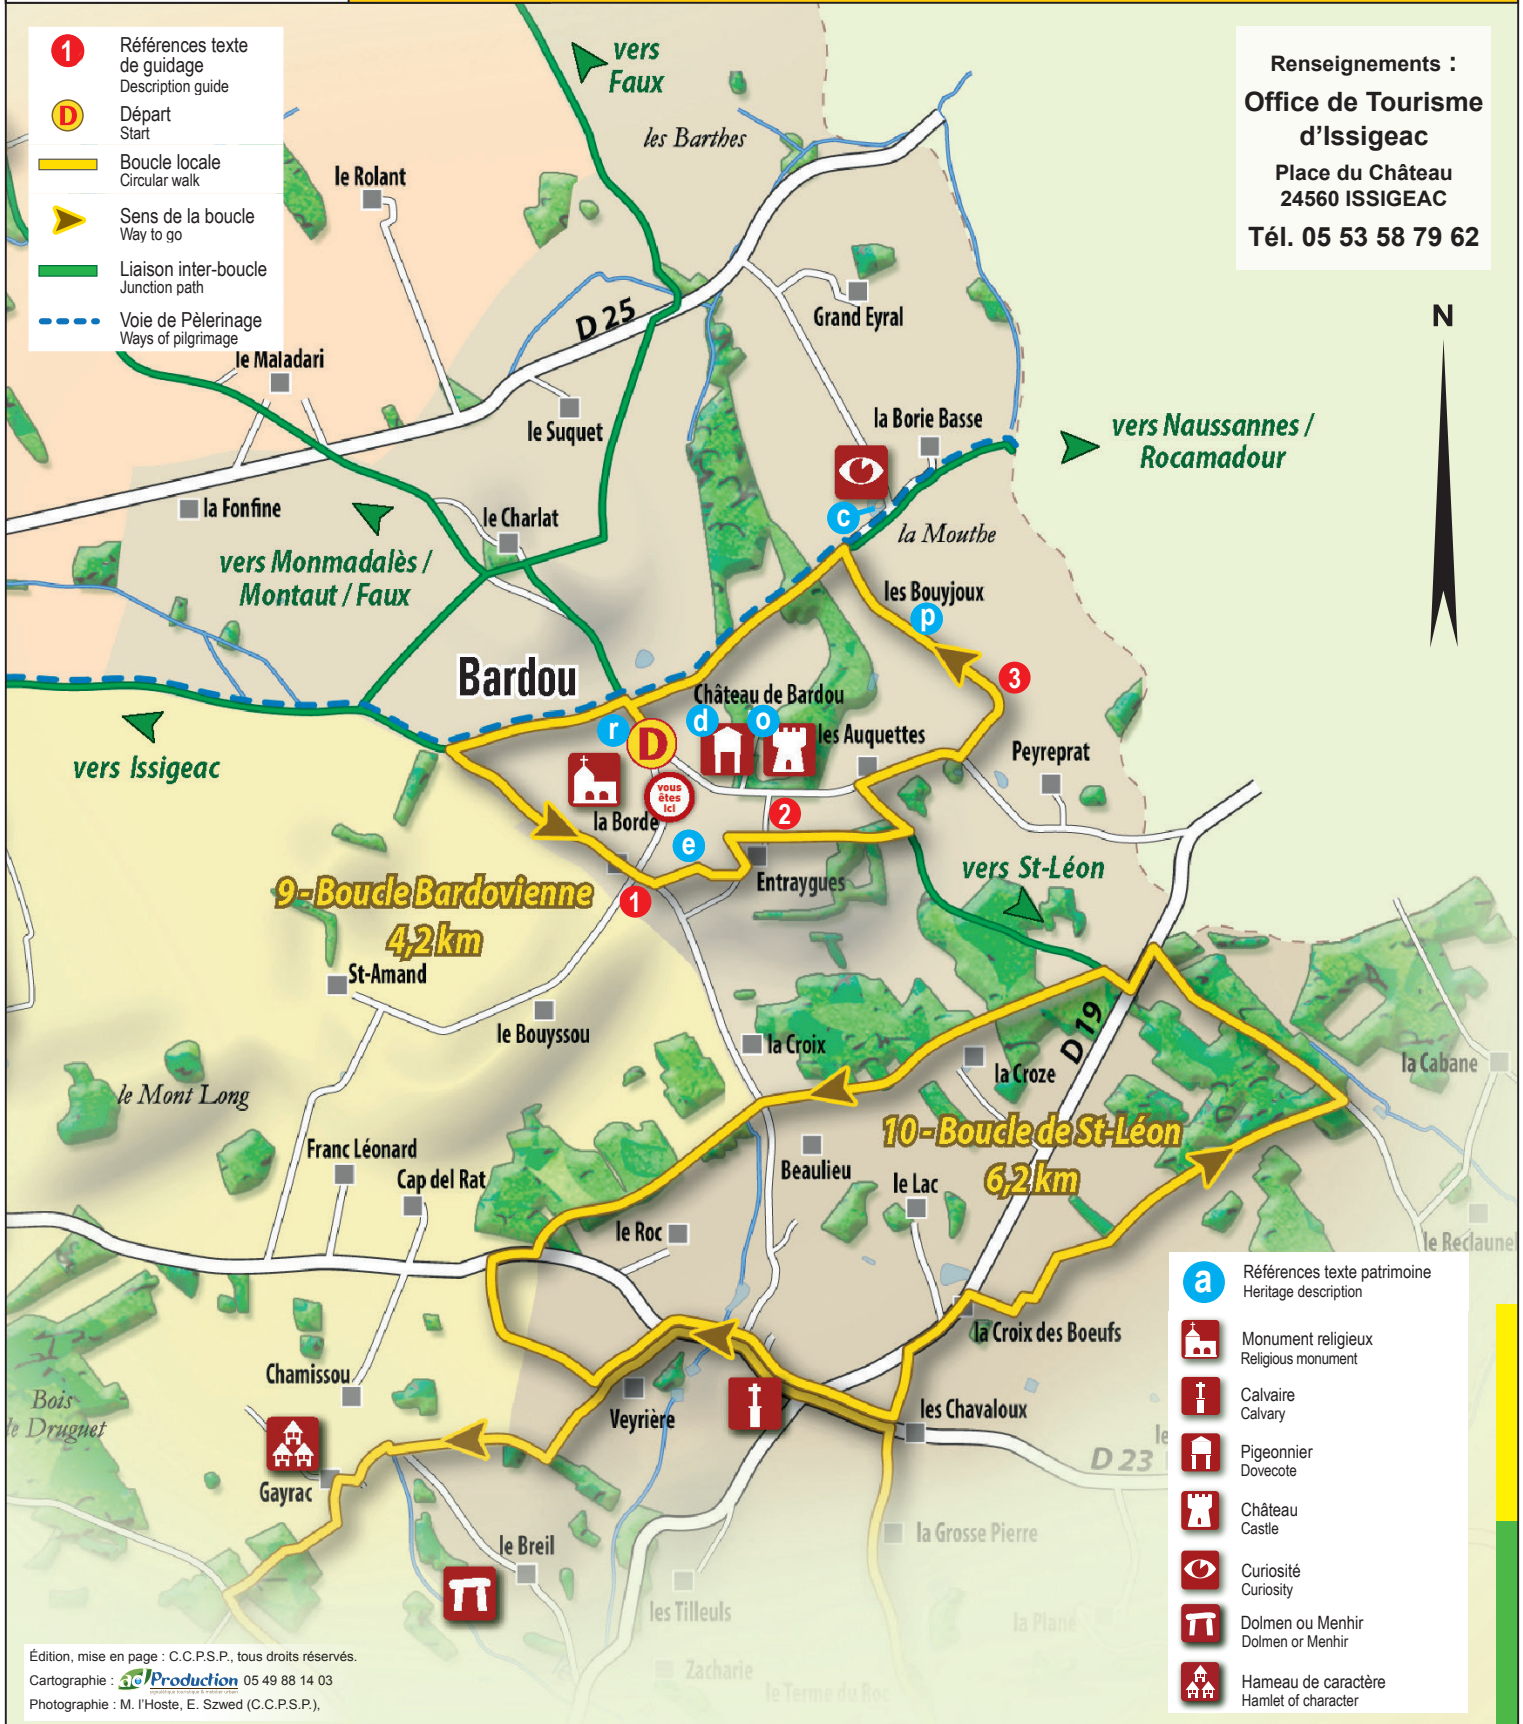 1
Références texte
de guidage
Description guide
D
Départ
Start
Boucle locale
Circular walk
Sens de la boucle
Way to go
Liaison inter-boucle
Junction path
Voie de Pèlerinage
Ways of pilgrimage
Renseignements :
Office de Tourisme
d'Issigeac
Place du Château
24560 ISSIGEAC
Tél. 05 53 58 79 62
N
vers
Faux
les Barthes
le Rolant
D 25
Grand Eyral
le Maladari
le Suquet
la Borie Basse
vers Naussannes /
Rocamadour
la Fonfine
le Charlat
c
la Mouthe
vers Monmadalès /
Montaut / Faux
les Bouyjoux
p
Bardou
3
Château de Bardou
r
D
d
o
les Auquettes
Peyreprat
vers Issigeac
vous
êtes
ici
la Borde
2
e
Entraygues
vers St-Léon
9 - Boucle Bardovienne
4,2 km
1
St-Amand
le Bouyssou
la Croix
D 19
la Croze
la Cabane
le Mont Long
10 - Boucle de St-Léon
6,2 km
Franc Léonard
Cap del Rat
Beaulieu
le Lac
le Roc
le Reclaunel
la Croix des Boeufs
Chamissou
Bois
de Druguet
Veyrière
les Chavaloux
le
D 23
Gayrac
le Breil
la Grosse Pierre
les Tilleuls
la Plane
Zacharie
le Terme du Roc
a
Références texte patrimoine
Heritage description
Monument religieux
Religious monument
Calvaire
Calvary
Pigeonnier
Dovecote
Château
Castle
Curiosité
Curiosity
Dolmen ou Menhir
Dolmen or Menhir
Hameau de caractère
Hamlet of character
Édition, mise en page : C.C.P.S.P., tous droits réservés.
Cartographie : Production 05 49 88 14 03
Photographie : M. l'Hoste, E. Szwed (C.C.P.S.P.),